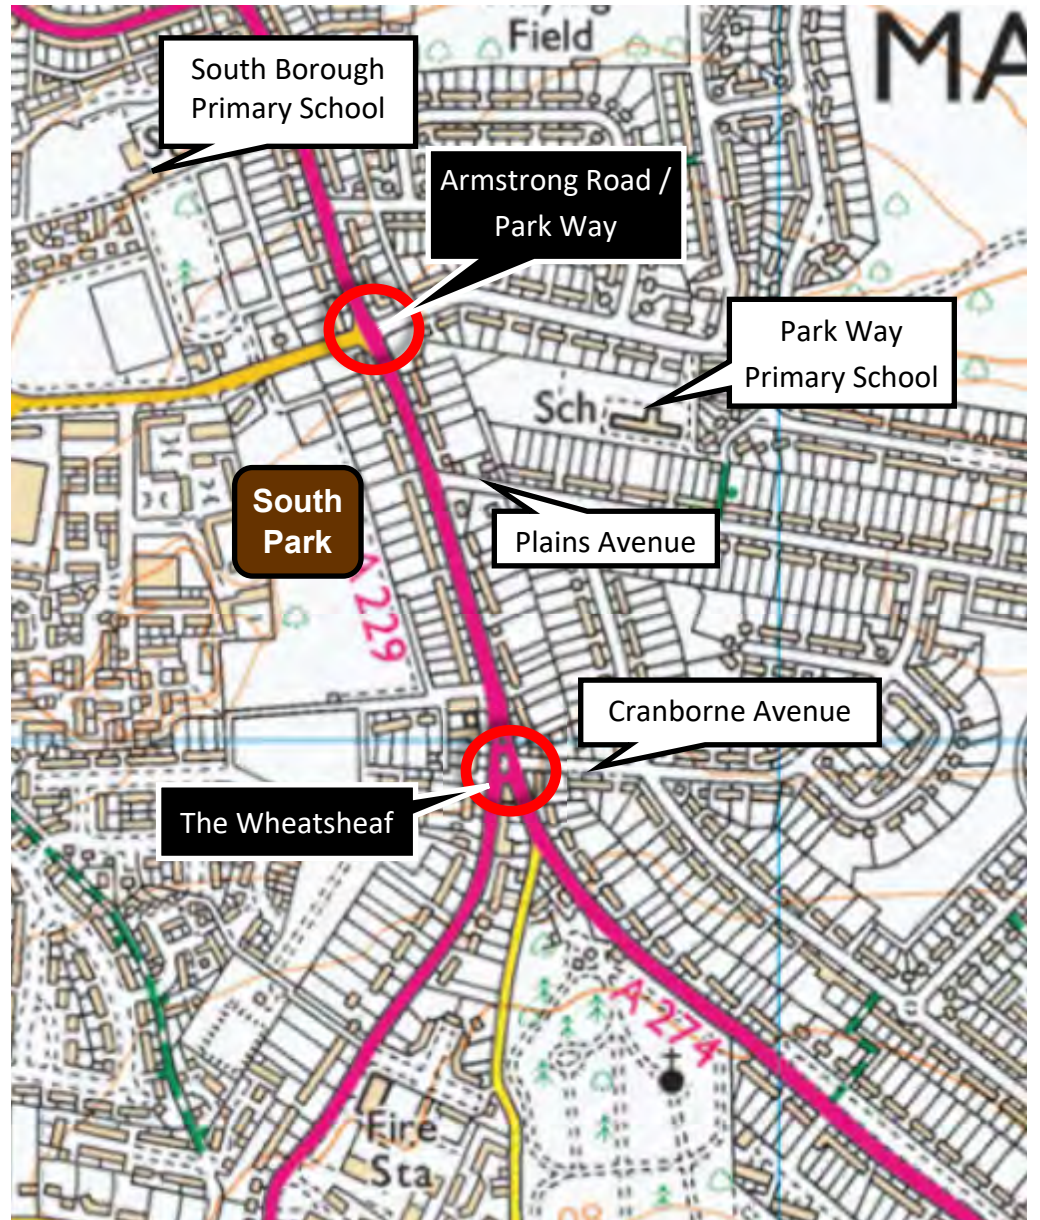 Field
MA
South Borough
Primary School
Armstrong Road /
Park Way
Park Way
Primary School
Sch
South
Park
Plains Avenue
A 229
Cranborne Avenue
The Wheatsheaf
A 274
Fire
Sta